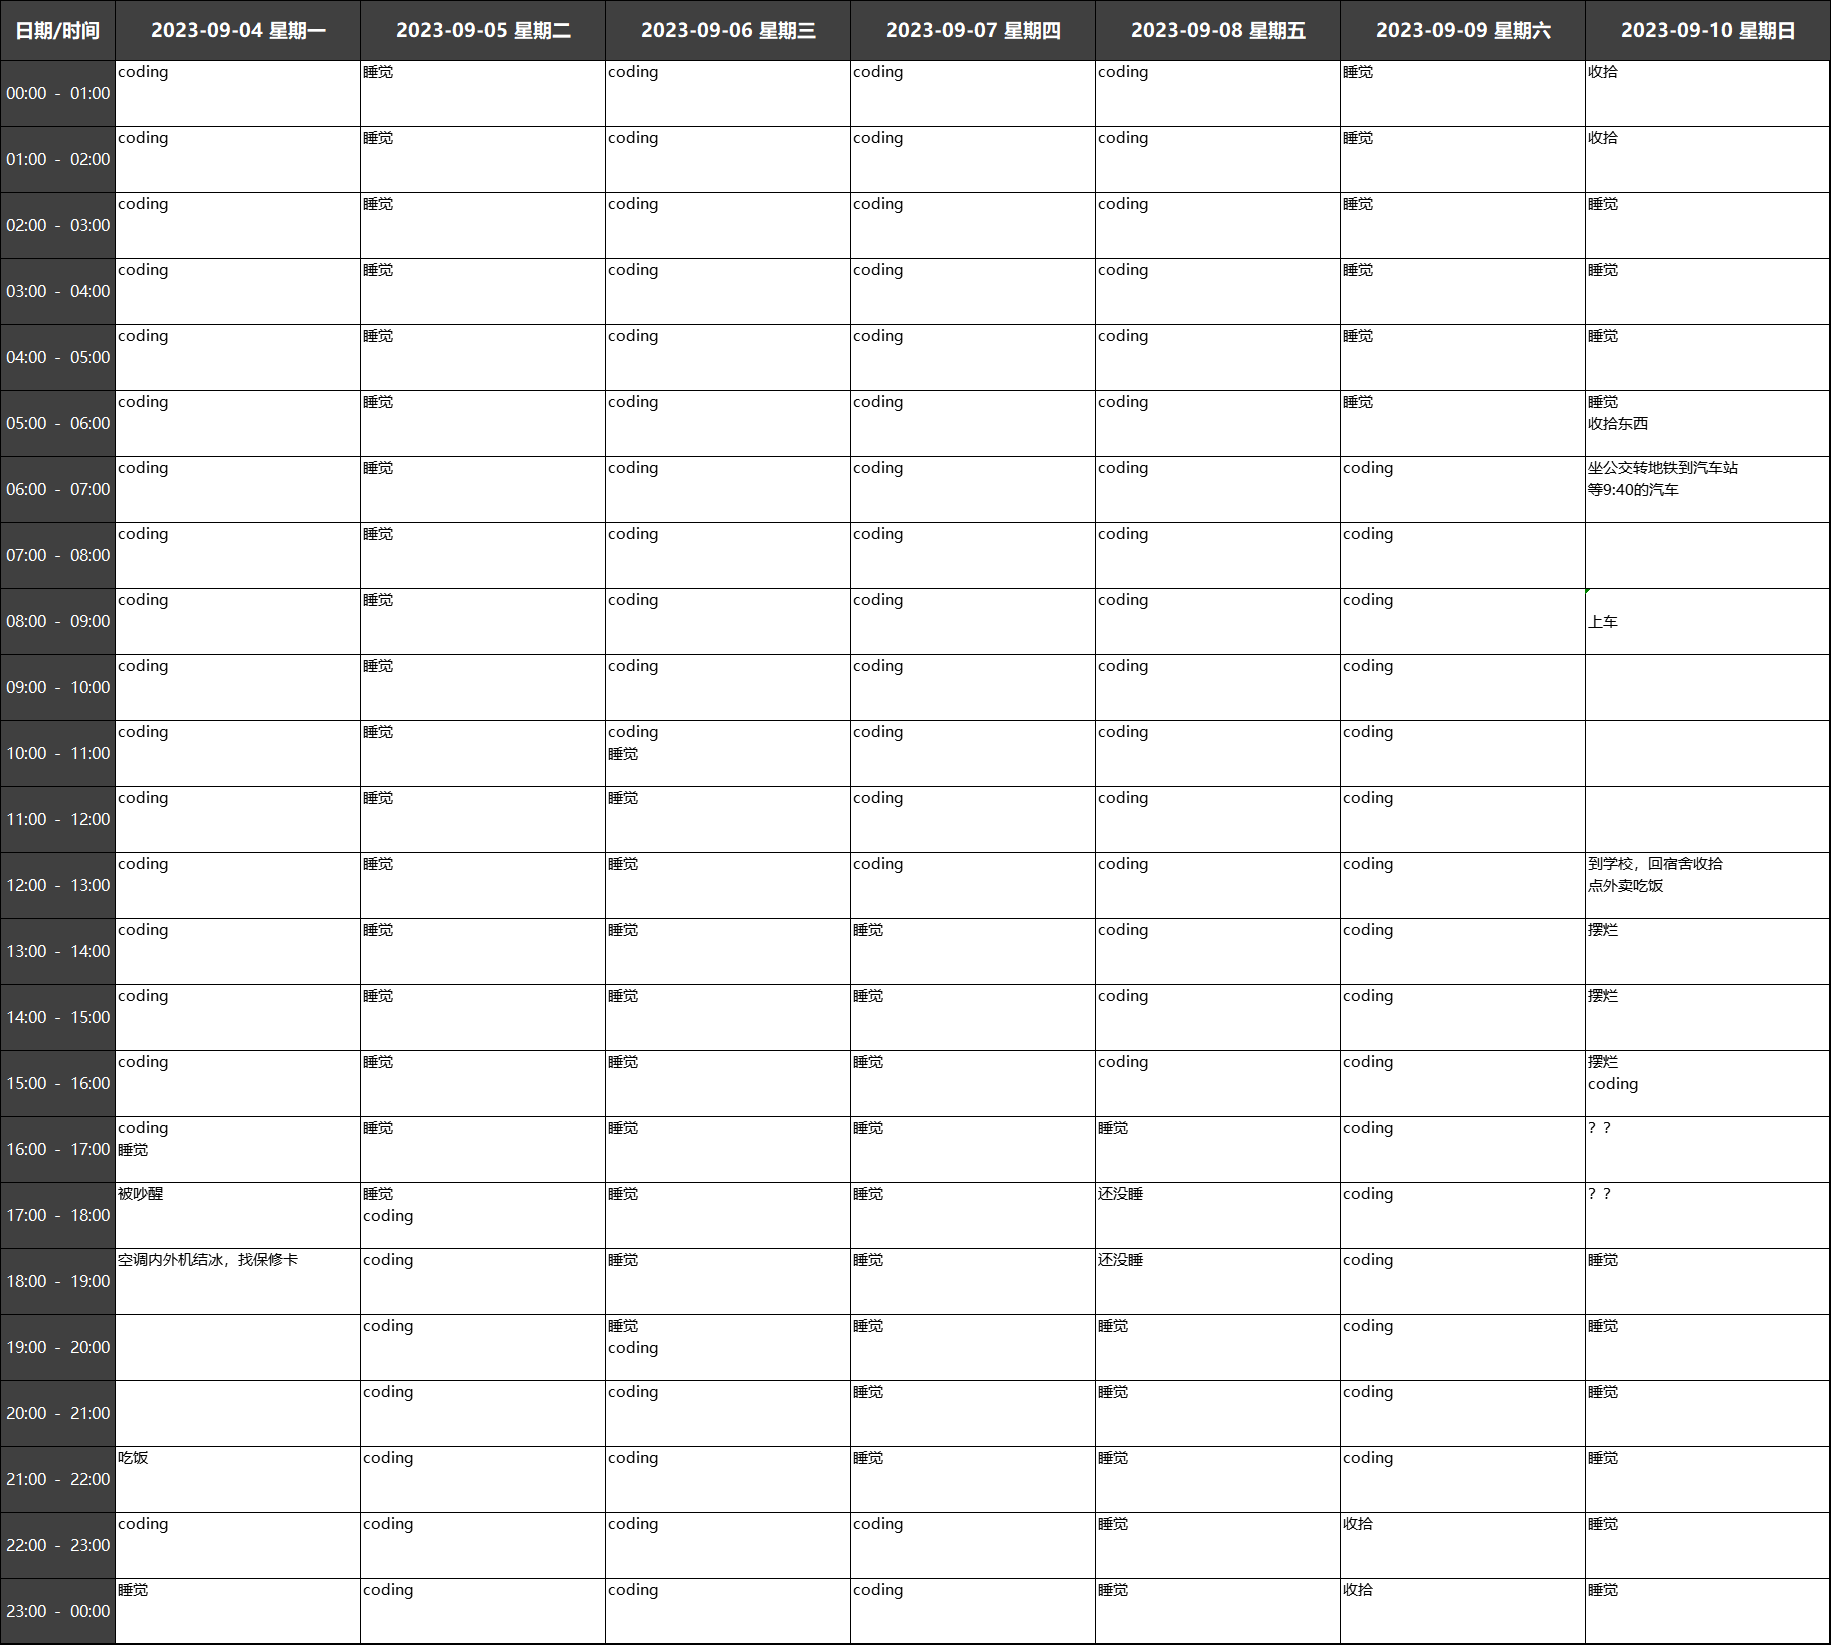 日期/时间 2023-09-04 星期一 2023-09-05 星期二 2023-09-06 星期三 2023-09-07 星期四 2023-09-08 星期五 2023-09-09 星期六 2023-09-10 星期日
00:00 - 01:00 coding 睡觉 coding coding coding 睡觉 收拾
01:00 - 02:00 coding 睡觉 coding coding coding 睡觉 收拾
02:00 - 03:00 coding 睡觉 coding coding coding 睡觉 睡觉
03:00 - 04:00 coding 睡觉 coding coding coding 睡觉 睡觉
04:00 - 05:00 coding 睡觉 coding coding coding 睡觉 睡觉
05:00 - 06:00 coding 睡觉 coding coding coding 睡觉 睡觉
收拾东西
06:00 - 07:00 coding 睡觉 coding coding coding coding 坐公交转地铁到汽车站
等9:40的汽车
07:00 - 08:00 coding 睡觉 coding coding coding coding
08:00 - 09:00 coding 睡觉 coding coding coding coding
上车
09:00 - 10:00 coding 睡觉 coding coding coding coding
10:00 - 11:00 coding 睡觉 coding coding coding coding
睡觉
11:00 - 12:00 coding 睡觉 睡觉 coding coding coding
12:00 - 13:00 coding 睡觉 睡觉 coding coding coding 到学校，回宿舍收拾
点外卖吃饭
13:00 - 14:00 coding 睡觉 睡觉 睡觉 coding coding 摆烂
14:00 - 15:00 coding 睡觉 睡觉 睡觉 coding coding 摆烂
15:00 - 16:00 coding 睡觉 睡觉 睡觉 coding coding 摆烂
coding
16:00 - 17:00 coding 睡觉 睡觉 睡觉 睡觉 coding ？？
睡觉
17:00 - 18:00 被吵醒 睡觉 睡觉 睡觉 还没睡 coding ？？
coding
18:00 - 19:00 空调内外机结冰，找保修卡 coding 睡觉 睡觉 还没睡 coding 睡觉
19:00 - 20:00 coding 睡觉 睡觉 睡觉 coding 睡觉
coding
20:00 - 21:00 coding coding 睡觉 睡觉 coding 睡觉
21:00 - 22:00 吃饭 coding coding 睡觉 睡觉 coding 睡觉
22:00 - 23:00 coding coding coding coding 睡觉 收拾 睡觉
23:00 - 00:00 睡觉 coding coding coding 睡觉 收拾 睡觉